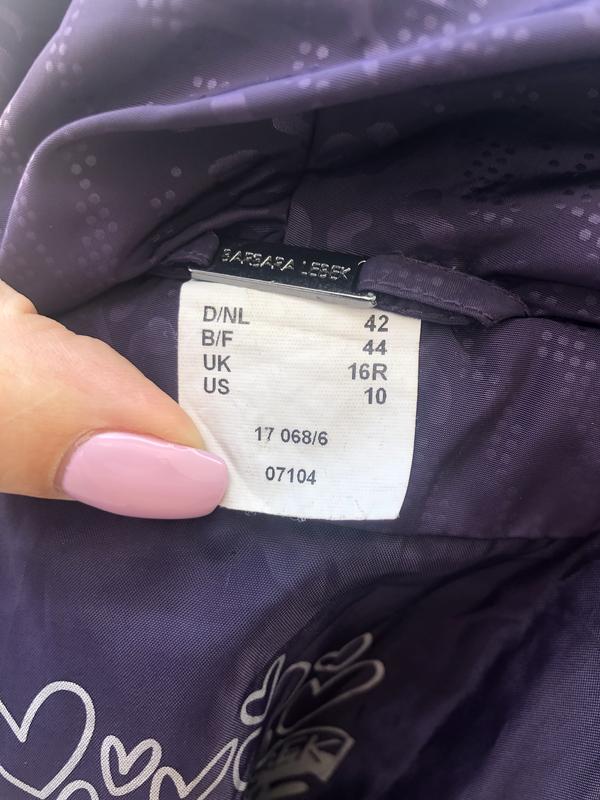 BARBARA LEBEK
D/NL 42
B/F 44
UK 16R
US 10
17 068/6
07104